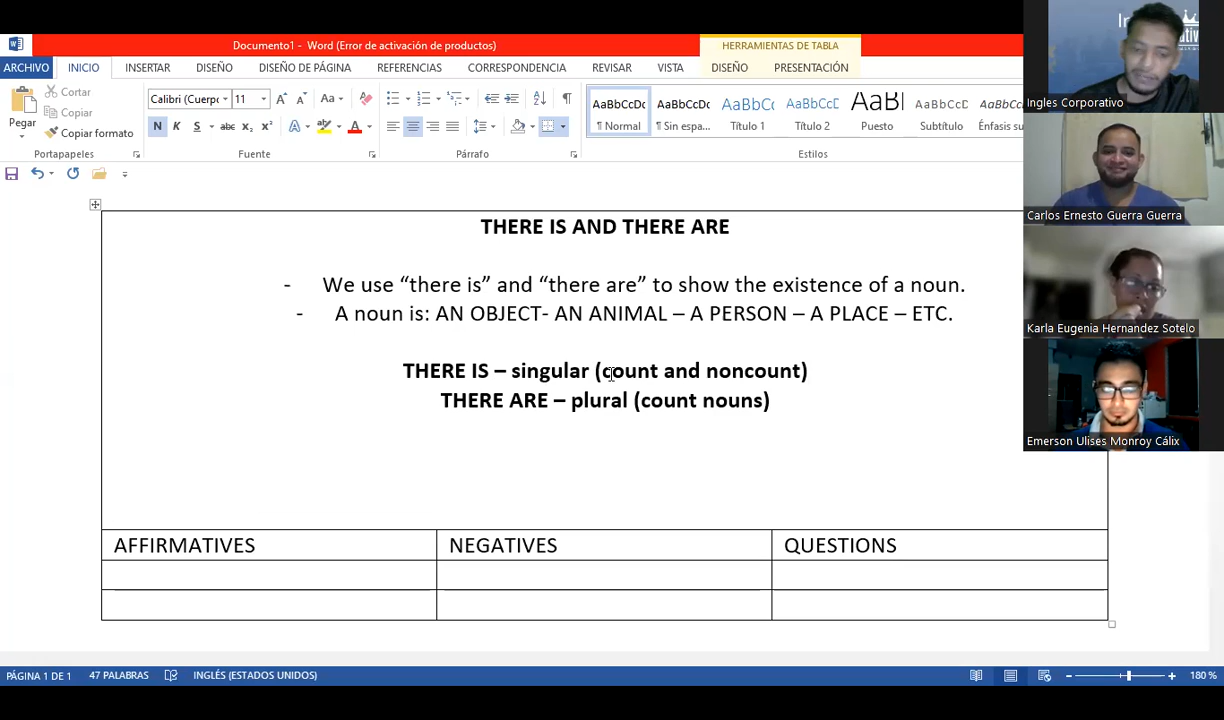 Documento1 - Word (Error de activación de productos)
HERRAMIENTAS DE TABLA
ARCHIVO INICIO INSERTAR DISEÑO DISEÑO DE PÁGINA REFERENCIAS CORRESPONDENCIA REVISAR VISTA DISEÑO PRESENTACIÓN
Cortar
Copiar
Copiar formato
Pegar
Calibri (Cuerpo 11
N K S abc x₂ x²
AaBbCcDc AaBbCcDc AaBbCc AaBbCcD AaBl AaBbCcD AaBbCcDc
¶ Normal ¶ Sin espa... Título 1 Título 2 Puesto Subtítulo Énfasis su
Portapapeles Fuente Párrafo Estilos
Ingles Corporativo
Carlos Ernesto Guerra Guerra
Karla Eugenia Hernandez Sotelo
Emerson Ulises Monroy Cálix
THERE IS AND THERE ARE
- We use “there is” and “there are” to show the existence of a noun.
- A noun is: AN OBJECT- AN ANIMAL – A PERSON – A PLACE – ETC.
THERE IS – singular (count and noncount)
THERE ARE – plural (count nouns)
AFFIRMATIVES NEGATIVES QUESTIONS
PÁGINA 1 DE 1 47 PALABRAS INGLÉS (ESTADOS UNIDOS) 180 %